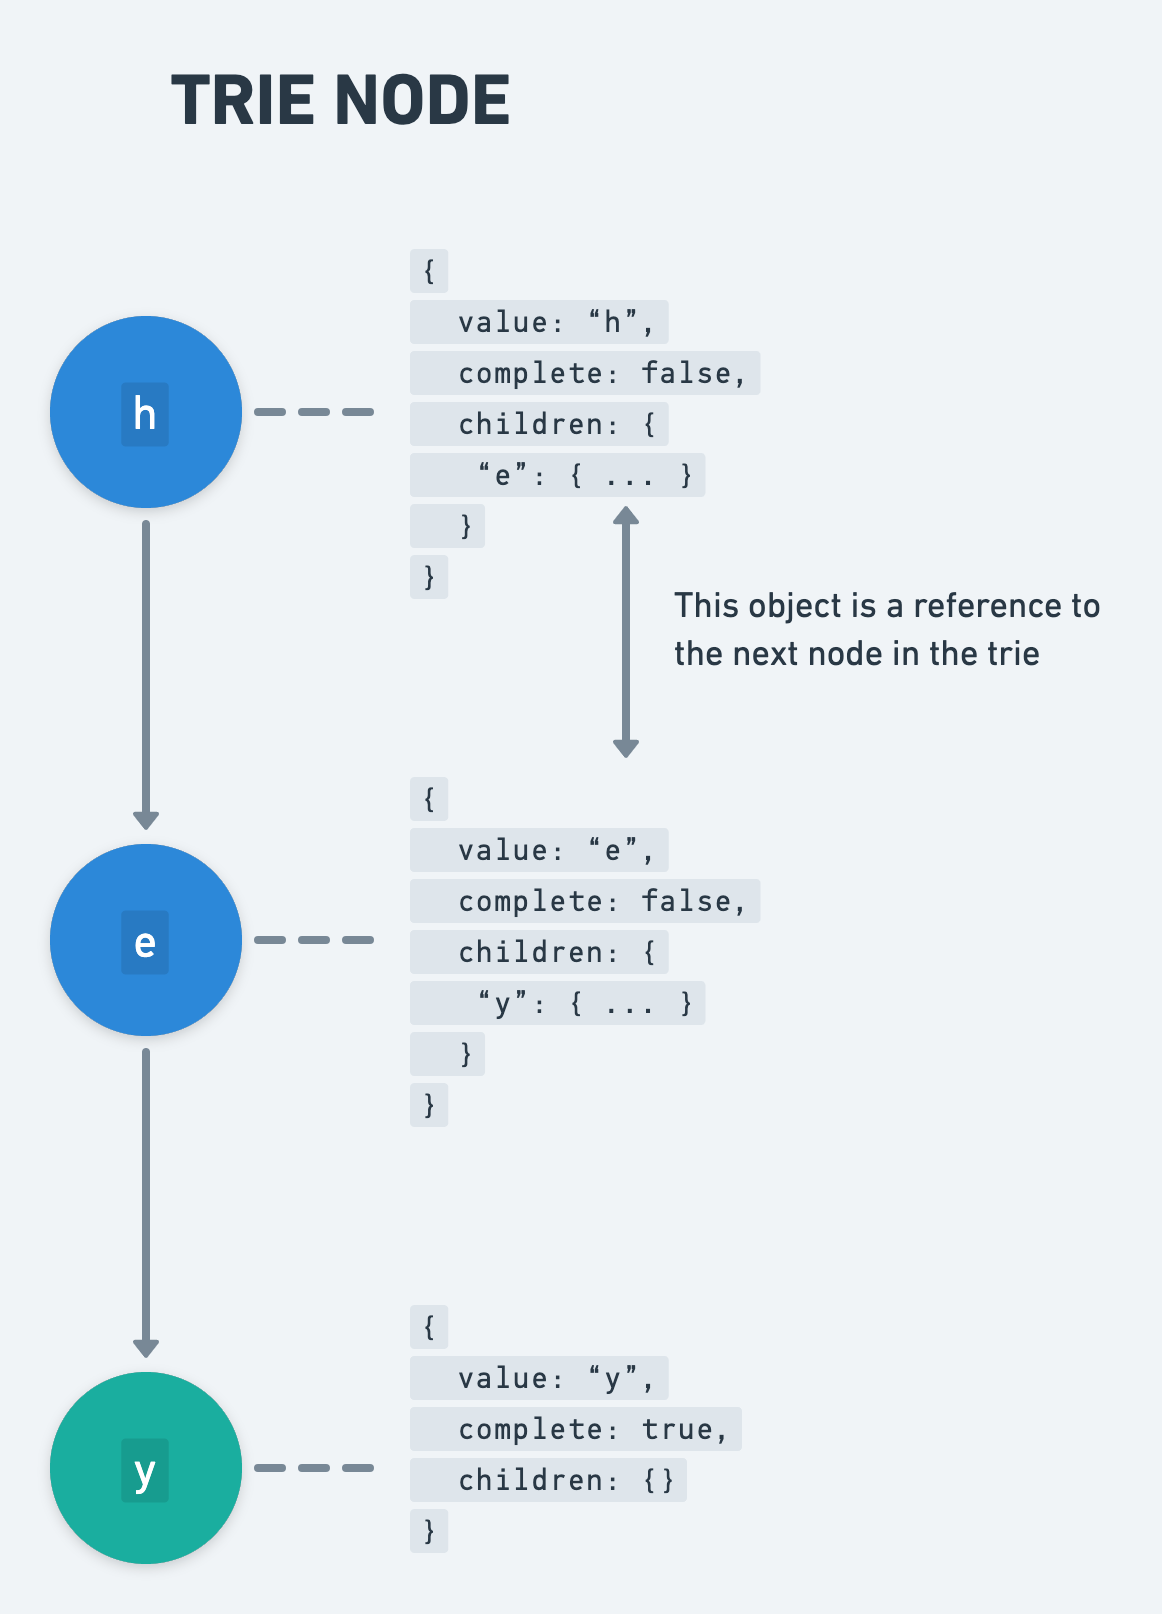 TRIE NODE
h
{
value: “h”,
complete: false,
children: {
“e”: { ... }
}
}
This object is a reference to
the next node in the trie
e
{
value: “e”,
complete: false,
children: {
“y”: { ... }
}
}
y
{
value: “y”,
complete: true,
children: {}
}